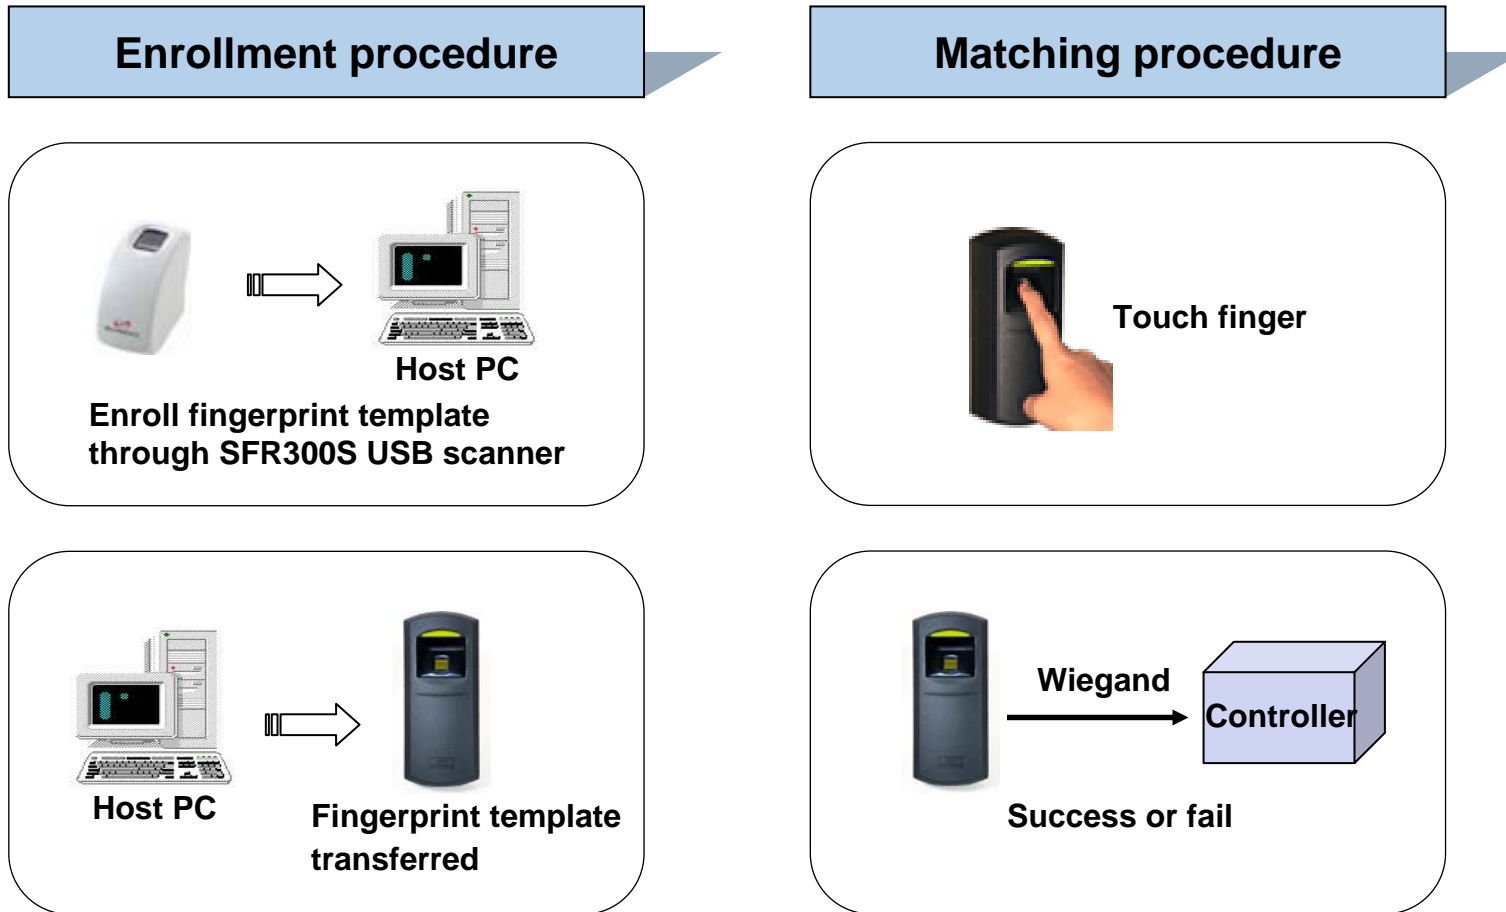 Enrollment procedure
Matching procedure
Host PC
Enroll fingerprint template
through SFR300S USB scanner
Touch finger
Host PC
Fingerprint template
transferred
Wiegand
Controller
Success or fail